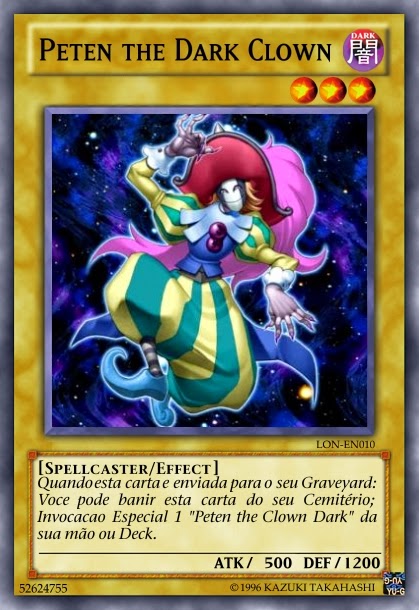 PETEN THE DARK CLOWN
DARK
闇
LON-EN010
[SPELLCASTER/EFFECT]
Quando esta carta e enviada para o seu Graveyard:
Voce pode banir esta carta do seu Cemitério;
Invocacao Especial 1 "Peten the Clown Dark" da
sua mão ou Deck.
ATK / 500 DEF / 1200
52624755
©1996 KAZUKI TAKAHASHI